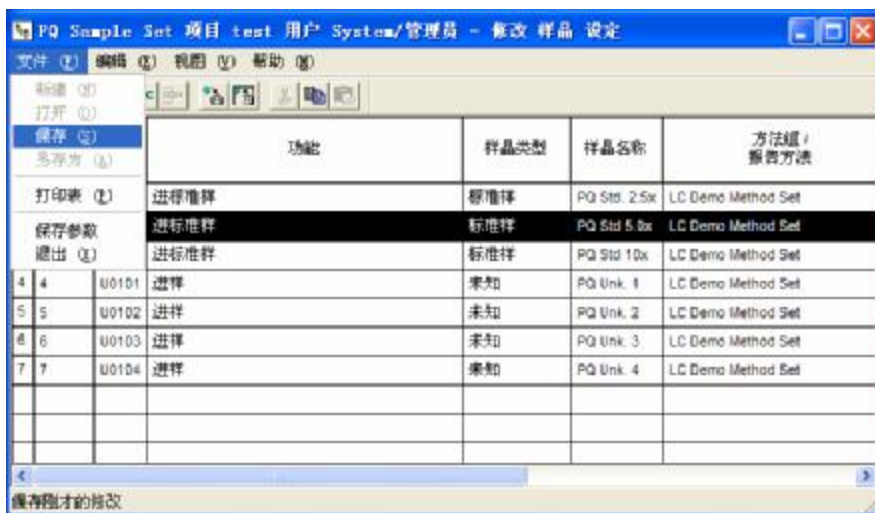 PQ Sample Set 项目 test 用户 System/管理员 - 修改 样品 设定
文件 (F) 编辑 (E) 视图 (V) 帮助 (H)
新建 (N)
打开 (O)
保存 (S)
另存为 (A)
打印表 (P)
保存参数
退出 (X)
功能 样品类型 样品名称 方法组/
报告方法
进标准样 标准样 PQ Std. 2.5x LC Demo Method Set
进标准样 标准样 PQ Std 5.0x LC Demo Method Set
进标准样 标准样 PQ Std 10x LC Demo Method Set
4 4 U0101 进样 未知 PQ Unk. 1 LC Demo Method Set
5 5 U0102 进样 未知 PQ Unk. 2 LC Demo Method Set
6 6 U0103 进样 未知 PQ Unk. 3 LC Demo Method Set
7 7 U0104 进样 未知 PQ Unk. 4 LC Demo Method Set
保存刚才的修改